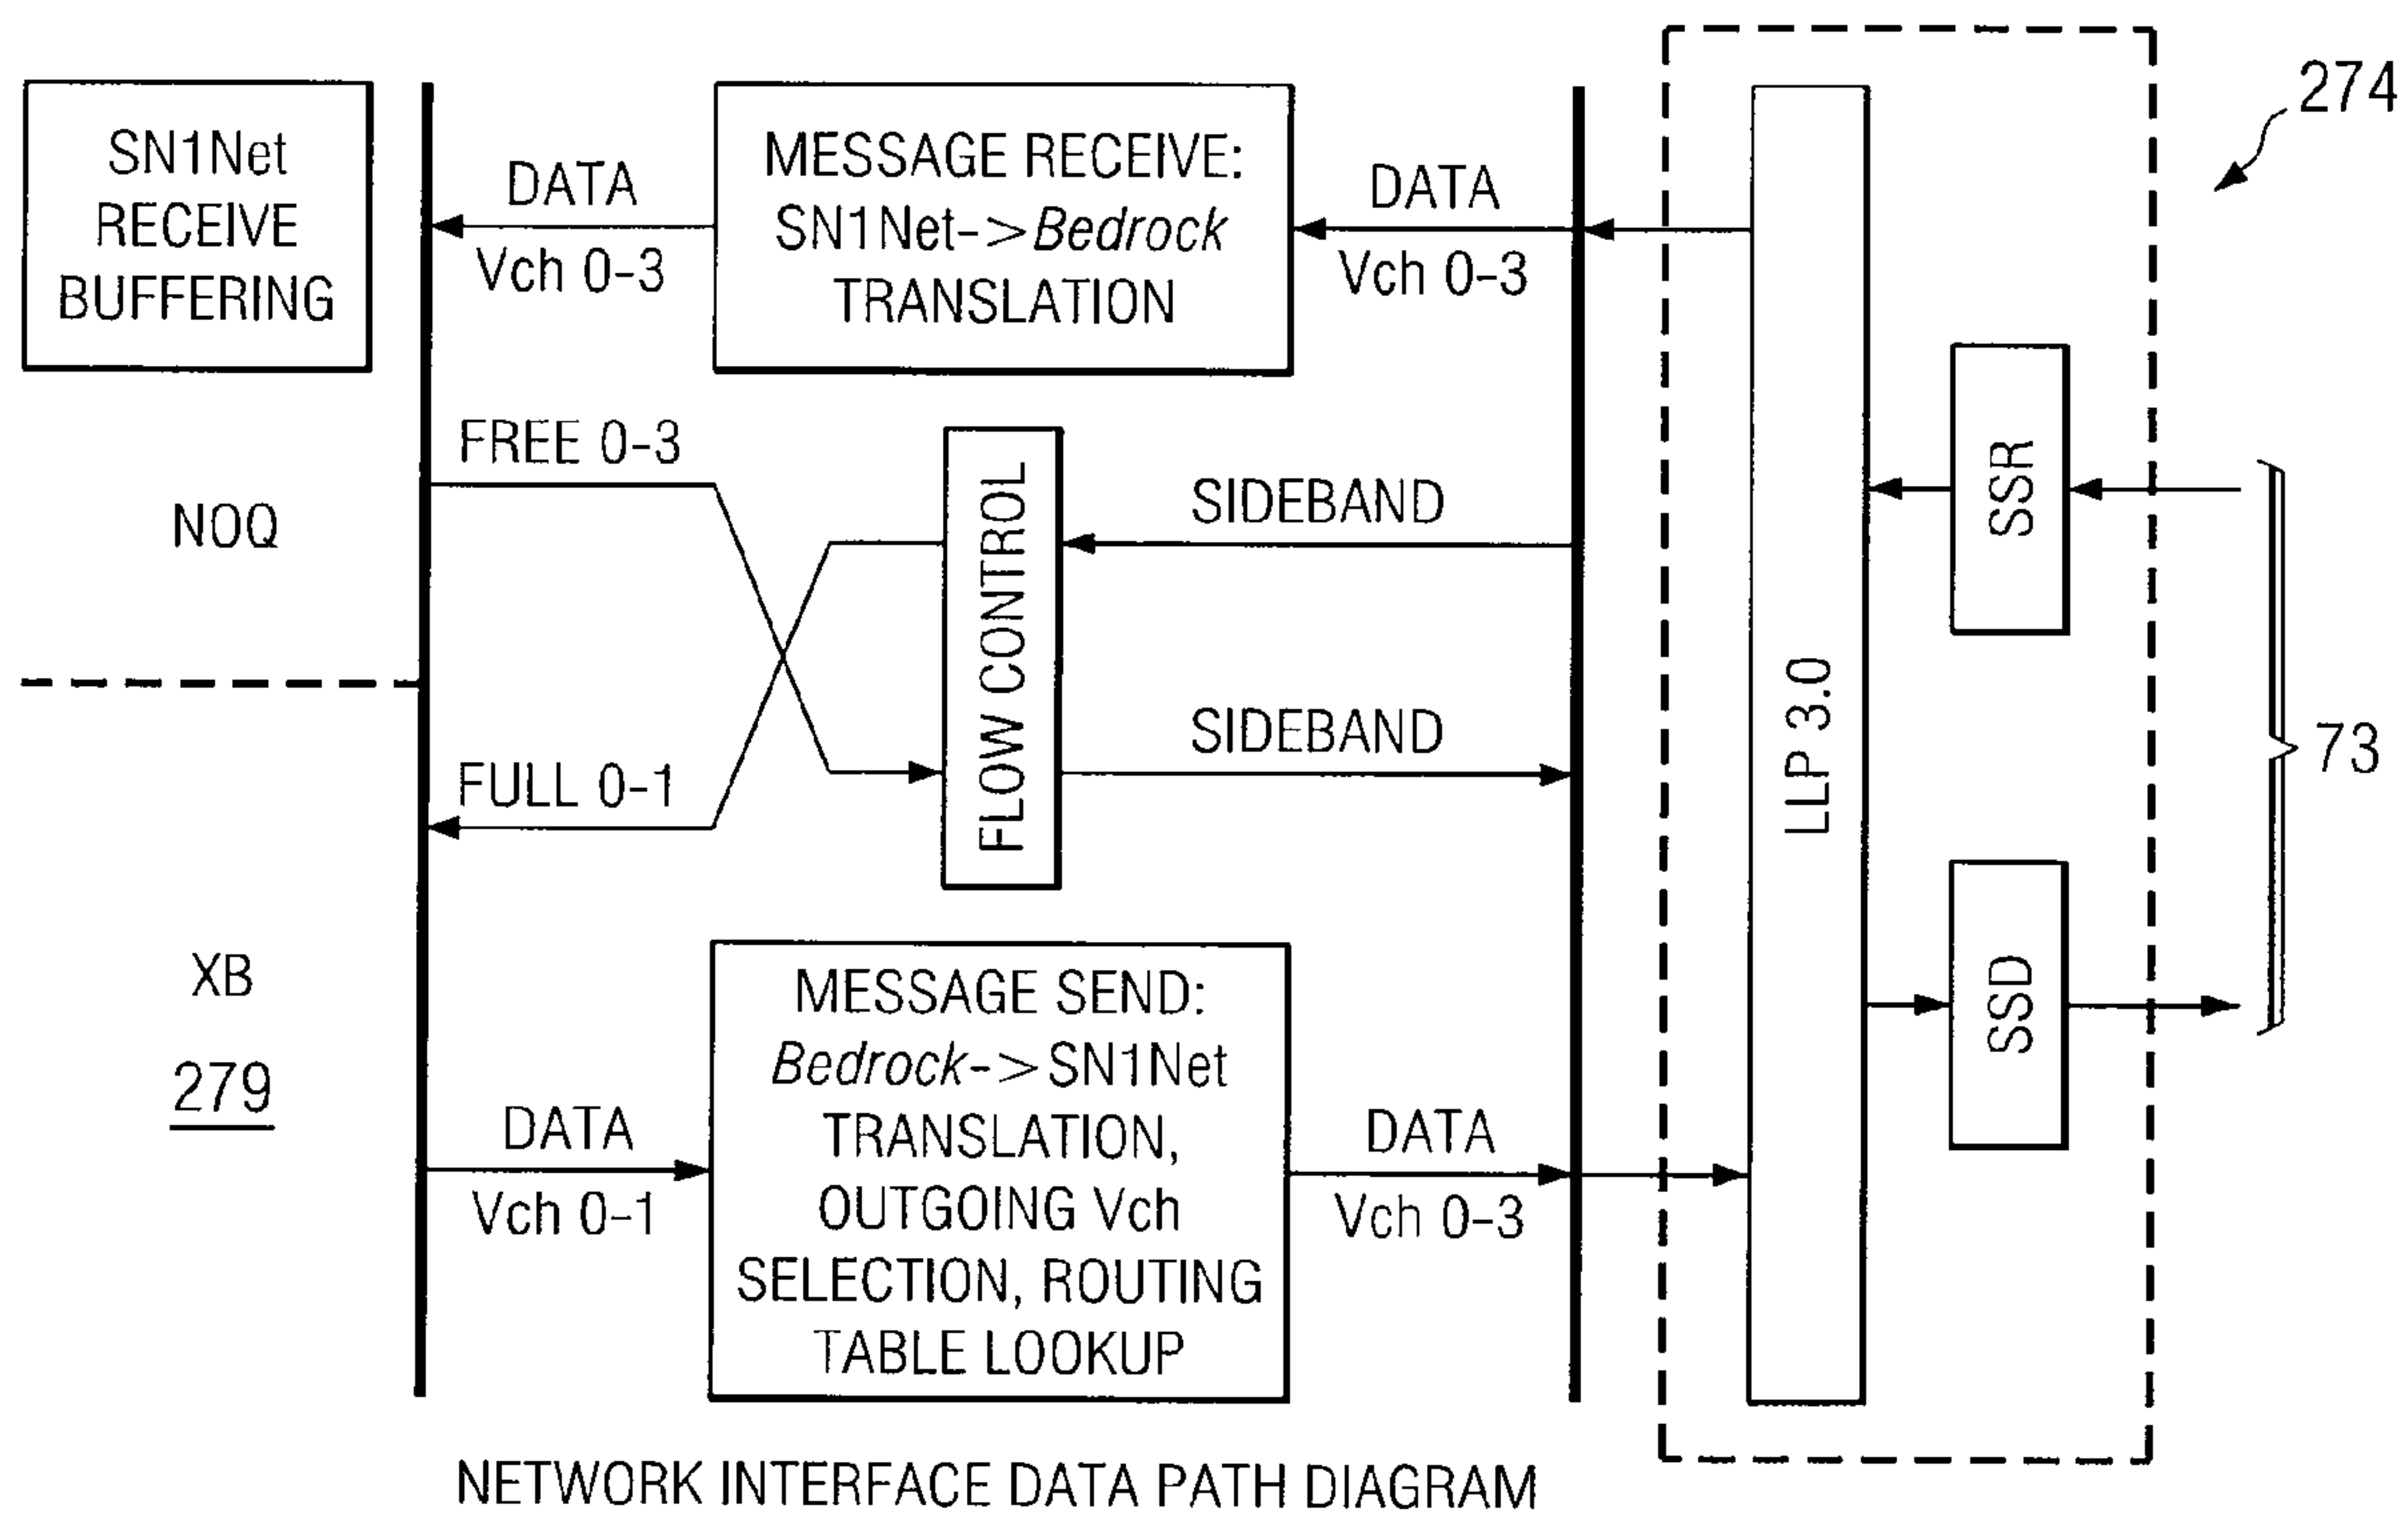 274
SN1Net
RECEIVE
BUFFERING
DATA
Vch 0-3
MESSAGE RECEIVE:
SN1Net->Bedrock
TRANSLATION
DATA
Vch 0-3
FREE 0-3
NOQ
FLOW CONTROL
SIDEBAND
SIDEBAND
FULL 0-1
LLP 3.0
SSR
SSD
73
XB
279
DATA
Vch 0-1
MESSAGE SEND:
Bedrock->SN1Net
TRANSLATION,
OUTGOING Vch
SELECTION, ROUTING
TABLE LOOKUP
DATA
Vch 0-3
NETWORK INTERFACE DATA PATH DIAGRAM